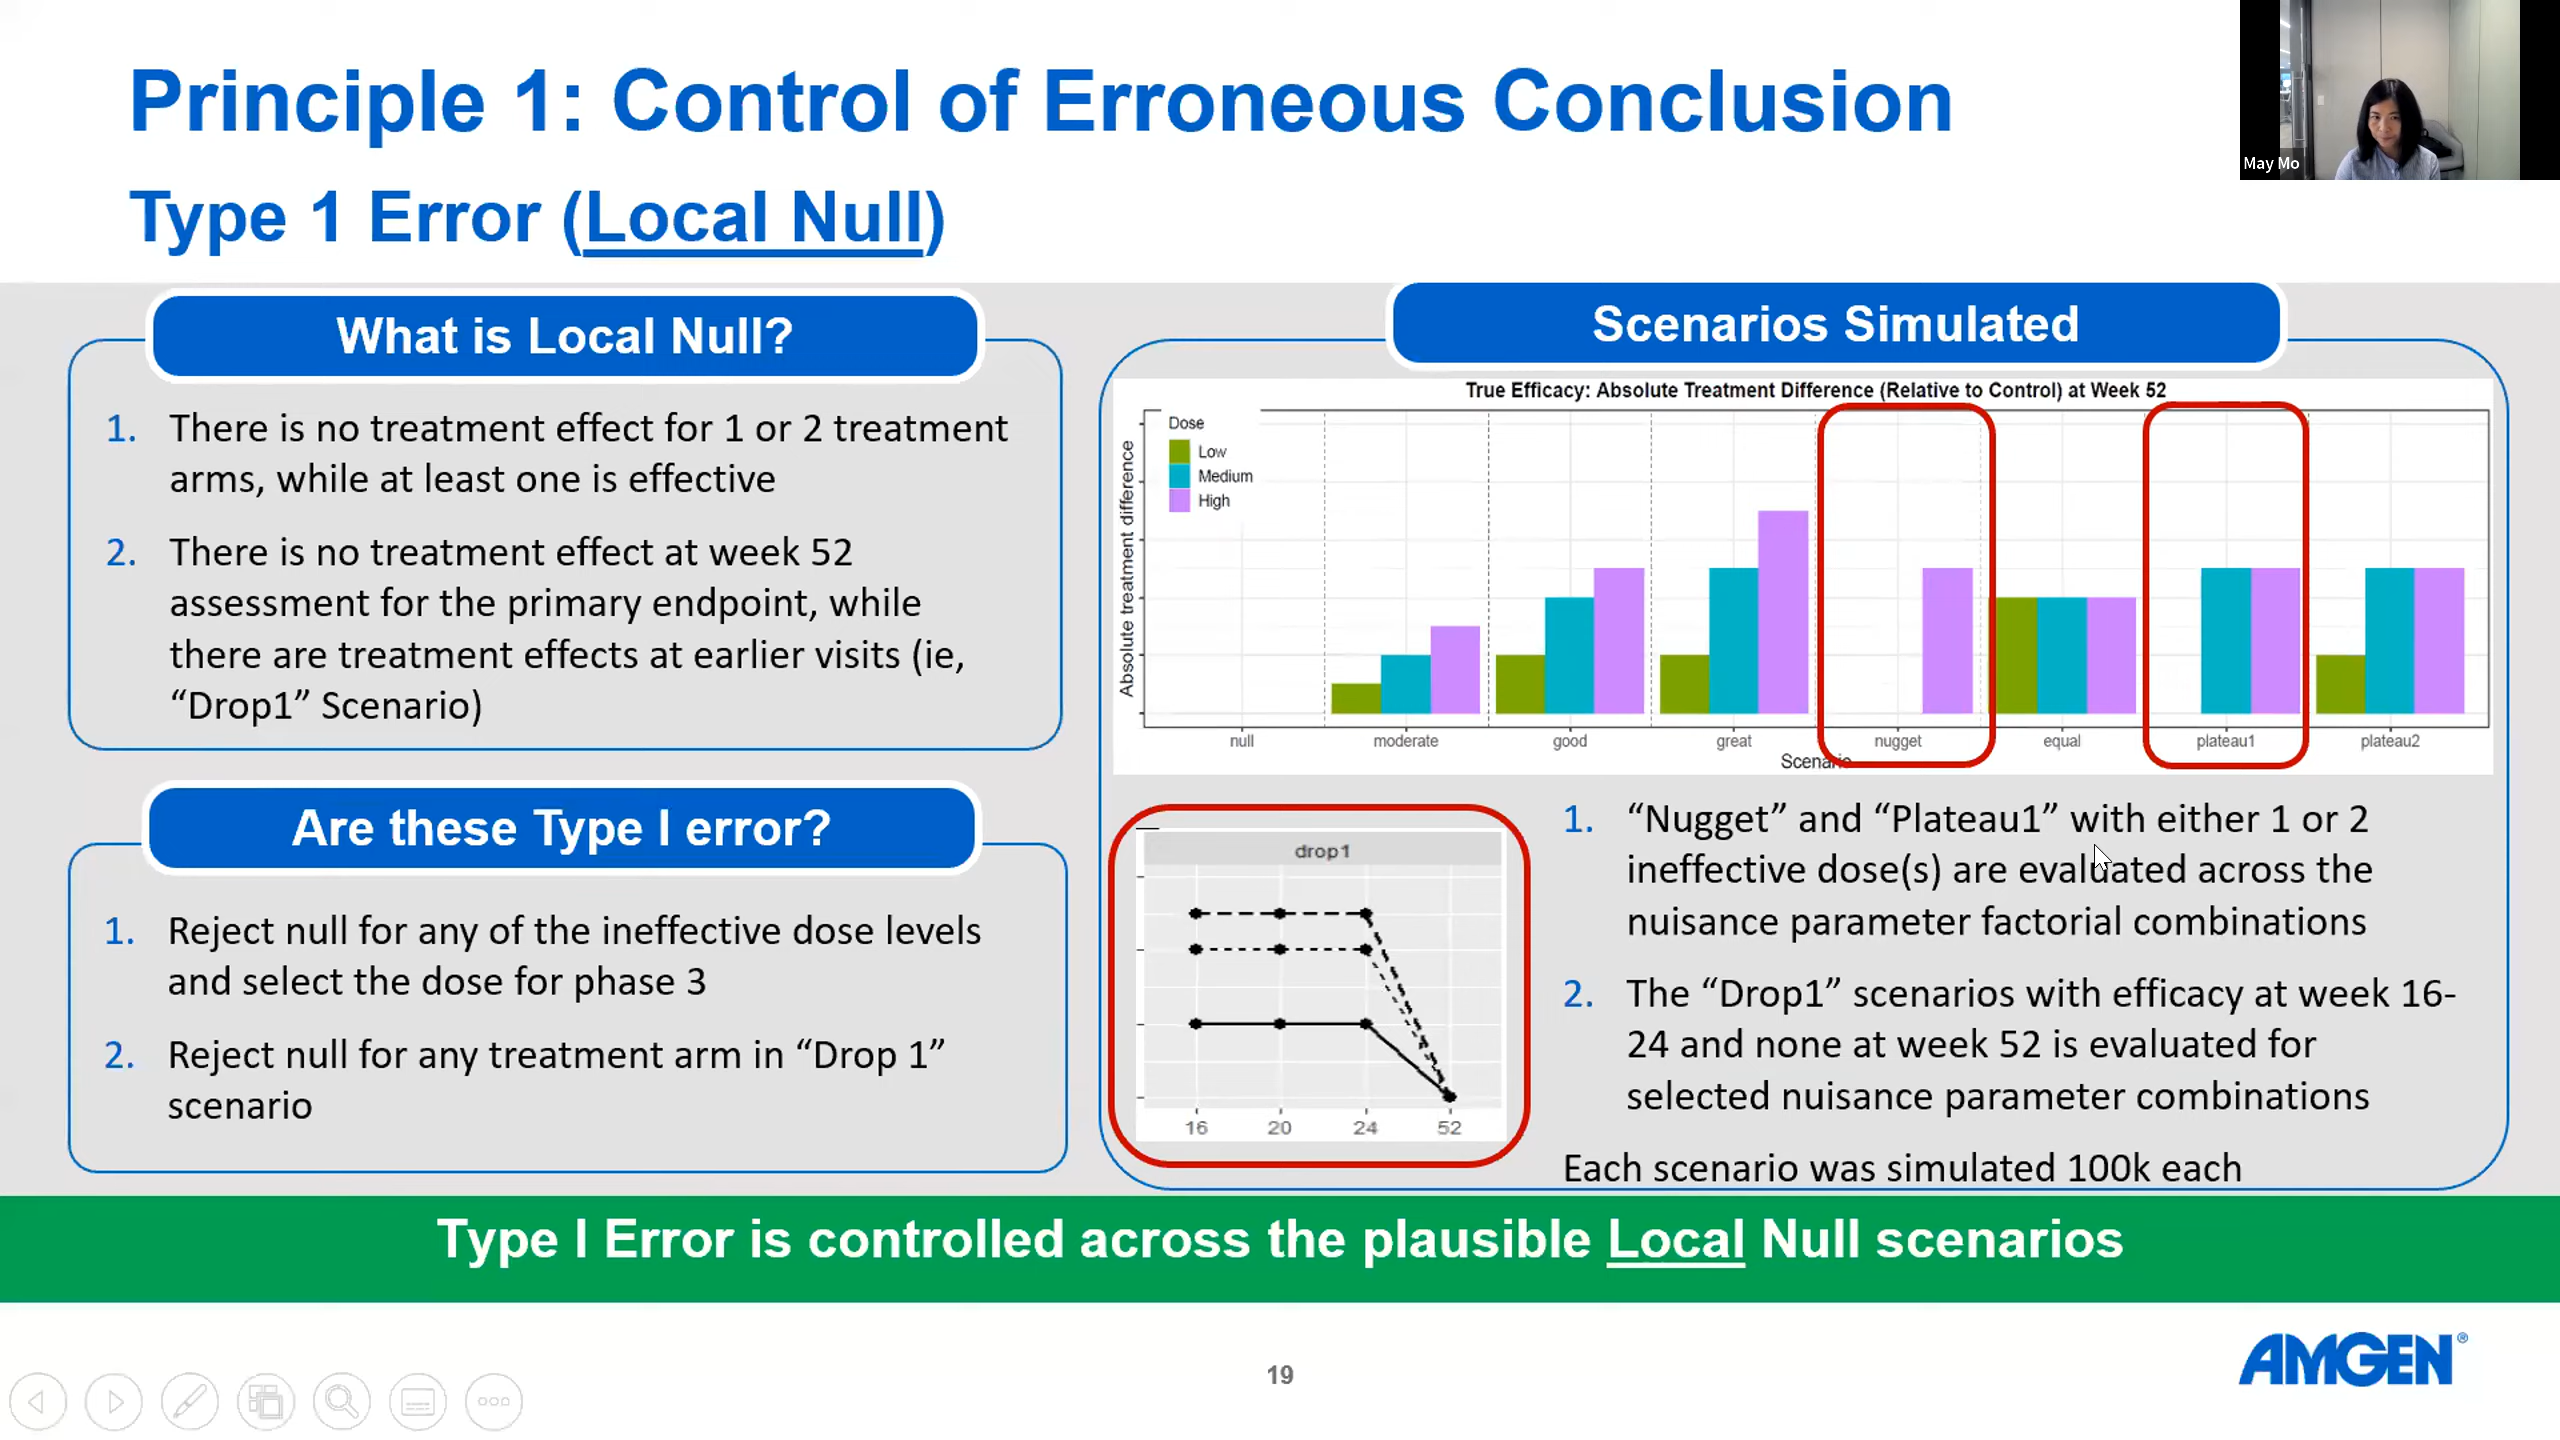 Principle 1: Control of Erroneous Conclusion
Type 1 Error (Local Null)
May Mo
What is Local Null?
1. There is no treatment effect for 1 or 2 treatment
arms, while at least one is effective
2. There is no treatment effect at week 52
assessment for the primary endpoint, while
there are treatment effects at earlier visits (ie,
“Drop1” Scenario)
Are these Type I error?
1. Reject null for any of the ineffective dose levels
and select the dose for phase 3
2. Reject null for any treatment arm in “Drop 1”
scenario
Scenarios Simulated
True Efficacy: Absolute Treatment Difference (Relative to Control) at Week 52
Absolute treatment difference
Dose
Low
Medium
High
null moderate good great nugget equal plateau1 plateau2
Scenario
drop1
16 20 24 52
1. “Nugget” and “Plateau1” with either 1 or 2
ineffective dose(s) are evaluated across the
nuisance parameter factorial combinations
2. The “Drop1” scenarios with efficacy at week 16-
24 and none at week 52 is evaluated for
selected nuisance parameter combinations
Each scenario was simulated 100k each
Type I Error is controlled across the plausible Local Null scenarios
19
AMGEN®